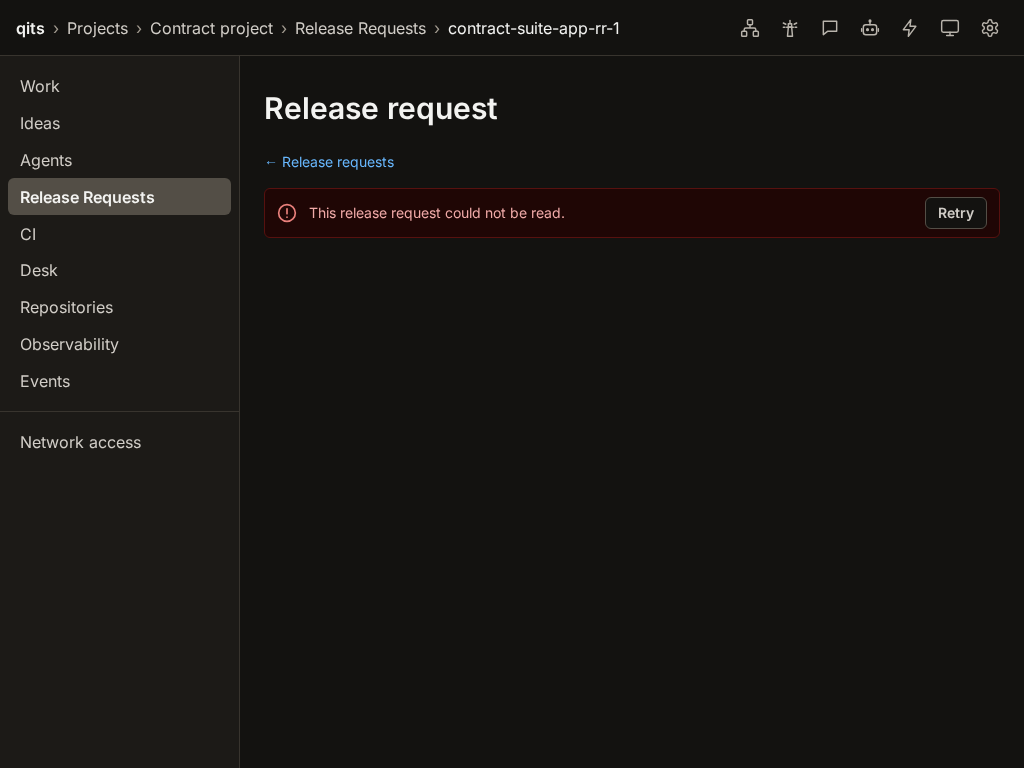 qits › Projects › Contract project › Release Requests › contract-suite-app-rr-1
Work
Ideas
Agents
Release Requests
CI
Desk
Repositories
Observability
Events
Network access
Release request
← Release requests
This release request could not be read.
Retry